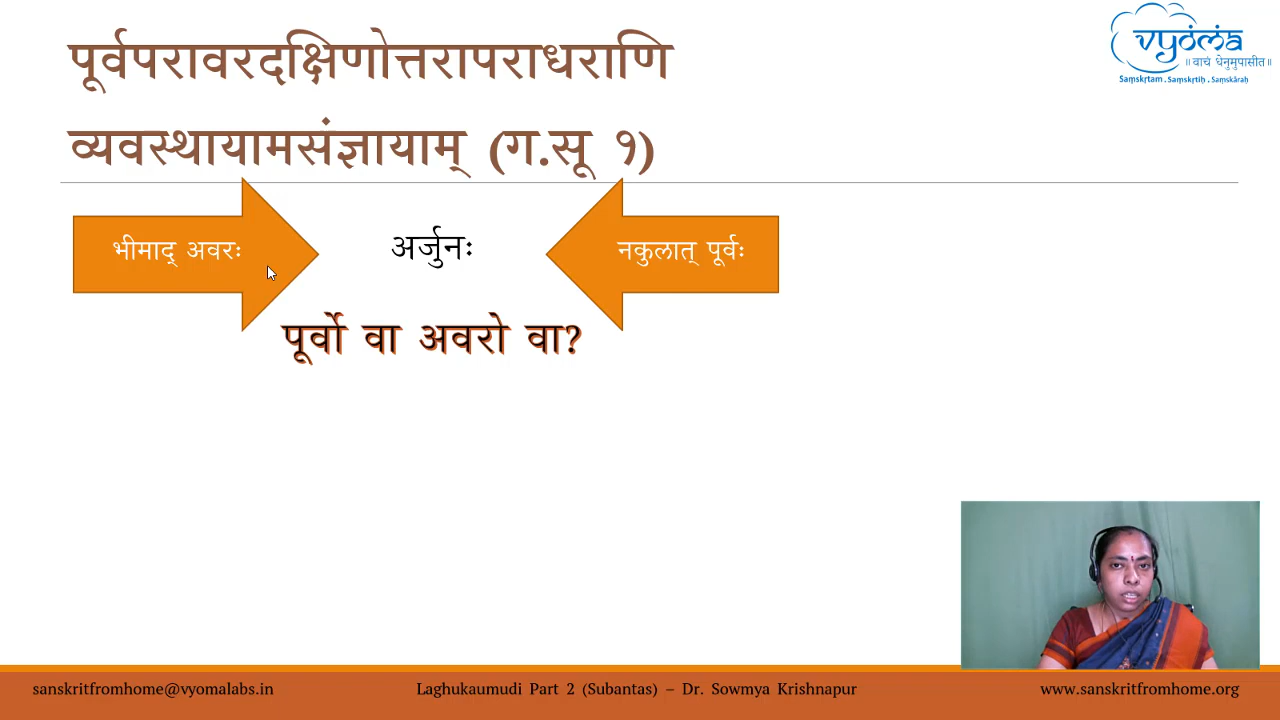 पूर्वपरावरदक्षिणोत्तरापराधराणि
व्यवस्थायामसंज्ञायाम् (ग.सू १)
vyoma
॥वाचं धेनुमुपासीत॥
Saṃskṛtam . Saṃskṛtiḥ . Saṃskāraḥ
भीमाद् अवरः
अर्जुनः
नकुलात् पूर्वः
पूर्वो वा अवरो वा?
sanskritfromhome@vyomalabs.in
Laghukaumudi Part 2 (Subantas) – Dr. Sowmya Krishnapur
www.sanskritfromhome.org